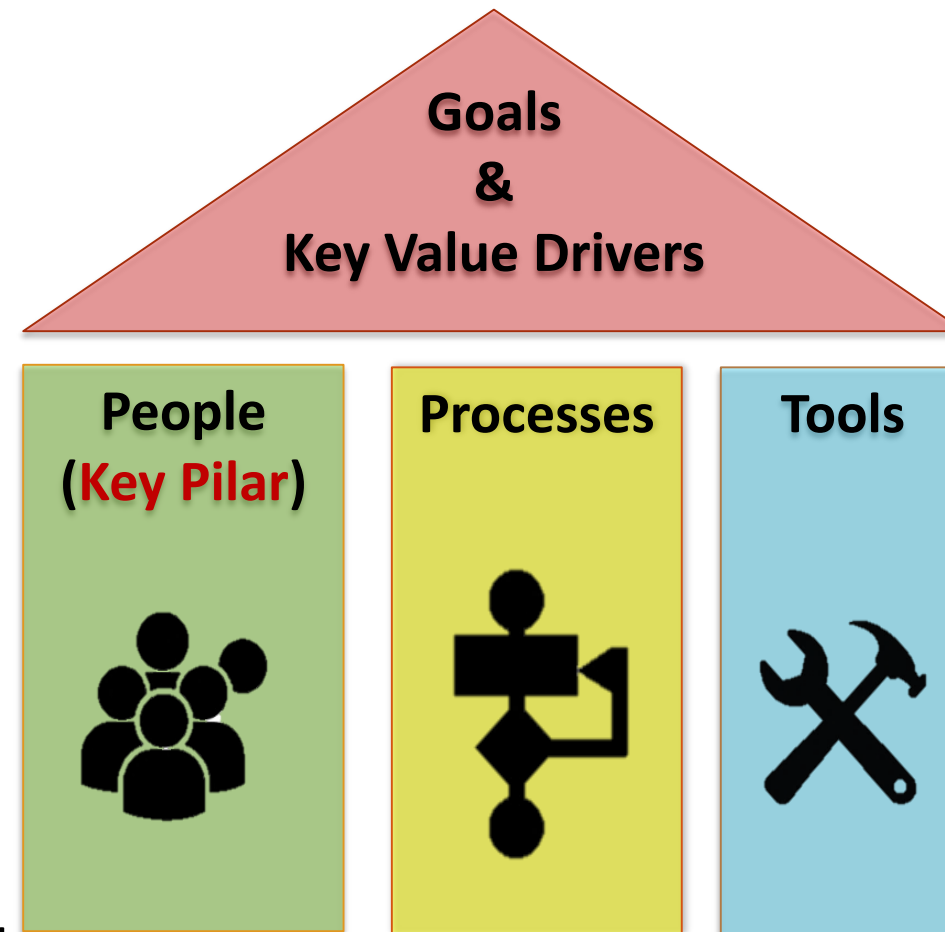 Goals
&
Key Value Drivers
People
(Key Pilar)
Processes
Tools